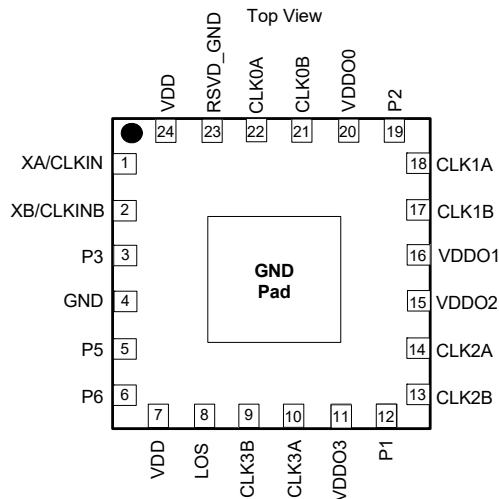 Top View
VDD
RSVD_GND
CLK0A
CLK0B
VDDO0
P2
24
23
22
21
20
19
XA/CLKIN
1
18
CLK1A
XB/CLKINB
2
17
CLK1B
P3
3
16
VDDO1
GND
Pad
GND
4
15
VDDO2
P5
5
14
CLK2A
P6
6
13
CLK2B
7
8
9
10
11
12
VDD
LOS
CLK3B
CLK3A
VDDO3
P1